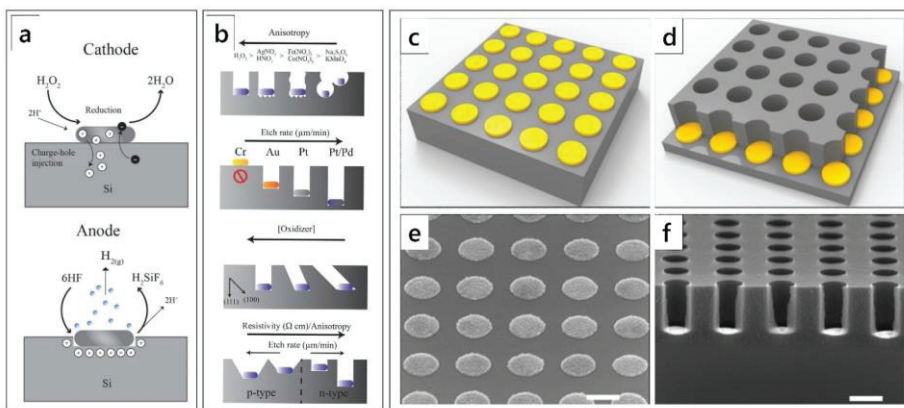 a
Cathode
H₂O₂
2H₂O
Reduction
2H⁺
Charge-hole
injection
Si
Anode
H₂(g)
6HF
H₂SiF₆
2H⁺
Si
b
Anisotropy
H₂O₂ > AgNO₃ HNO₃ > Fe(NO₃)₃ Ce(NO₃)₃ > Na₂S₂O₈ KMnO₄
Etch rate (μm/min)
Cr Au Pt Pt/Pd
[Oxidizer]
(111) (100)
Resistivity (Ω cm)/Anisotropy
Etch rate (μm/min)
p-type n-type
c
d
e
f